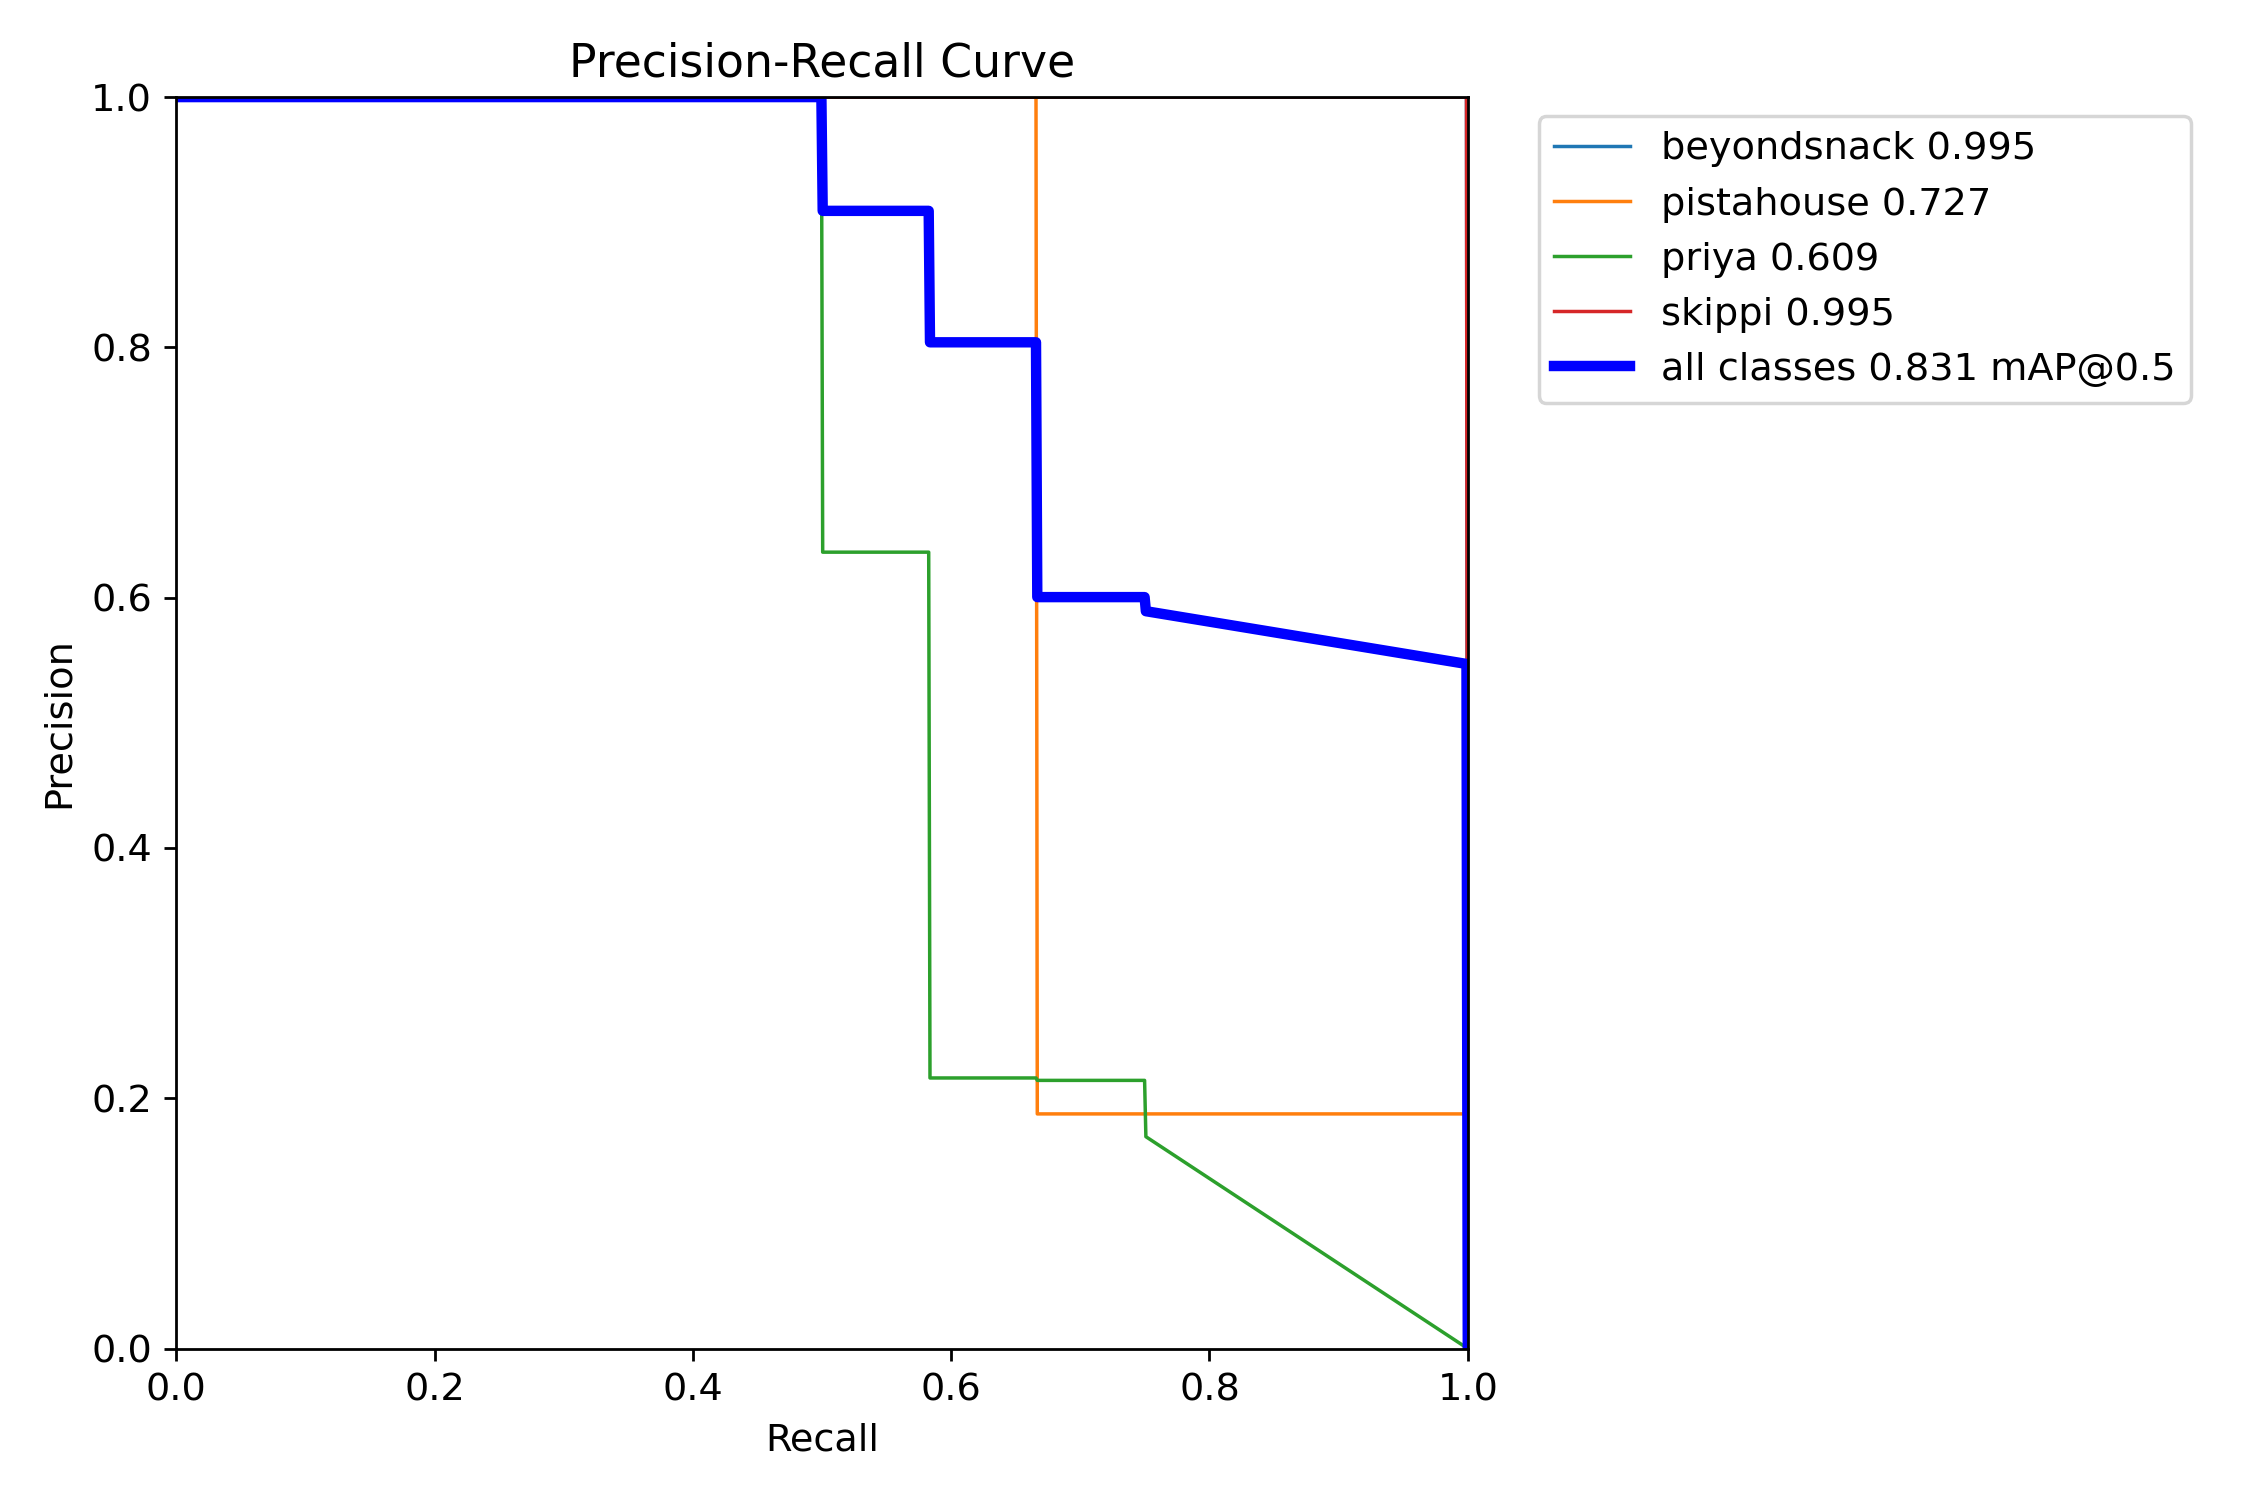 Precision-Recall Curve
1.0
0.8
0.6
0.4
0.2
0.0
Precision
0.0 0.2 0.4 0.6 0.8 1.0
Recall
beyondsnack 0.995
pistahouse 0.727
priya 0.609
skippi 0.995
all classes 0.831 mAP@0.5